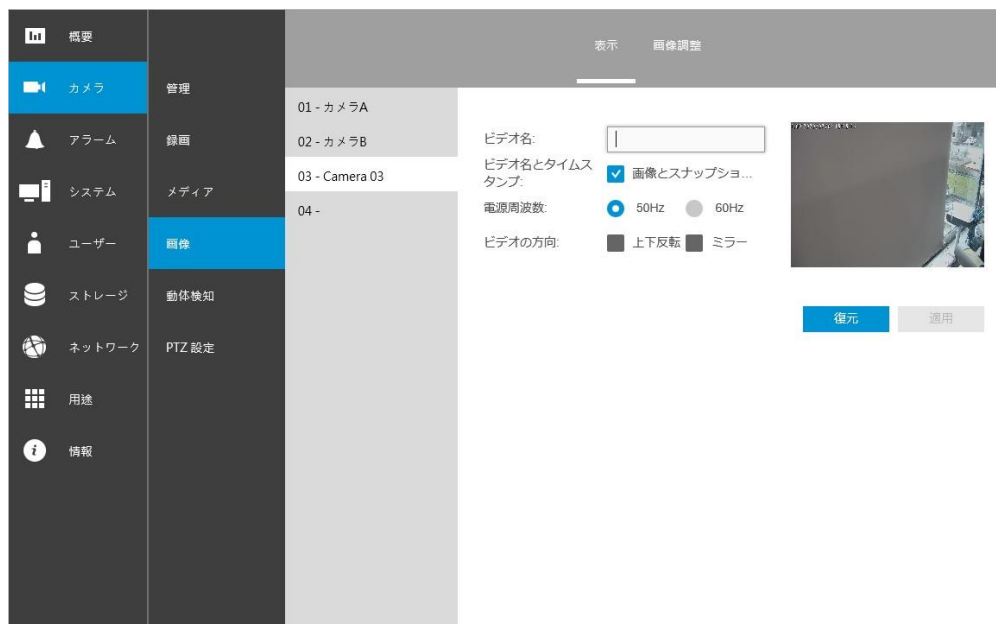 概要
カメラ
アラーム
システム
ユーザー
ストレージ
ネットワーク
用途
情報
管理
録画
メディア
画像
動体検知
PTZ 設定
表示 画像調整
01 - カメラA
02 - カメラB
03 - Camera 03
04 -
ビデオ名:
ビデオ名とタイムス
タンプ:
画像とスナップショ...
電源周波数: 50Hz 60Hz
ビデオの方向: 上下反転 ミラー
復元 適用